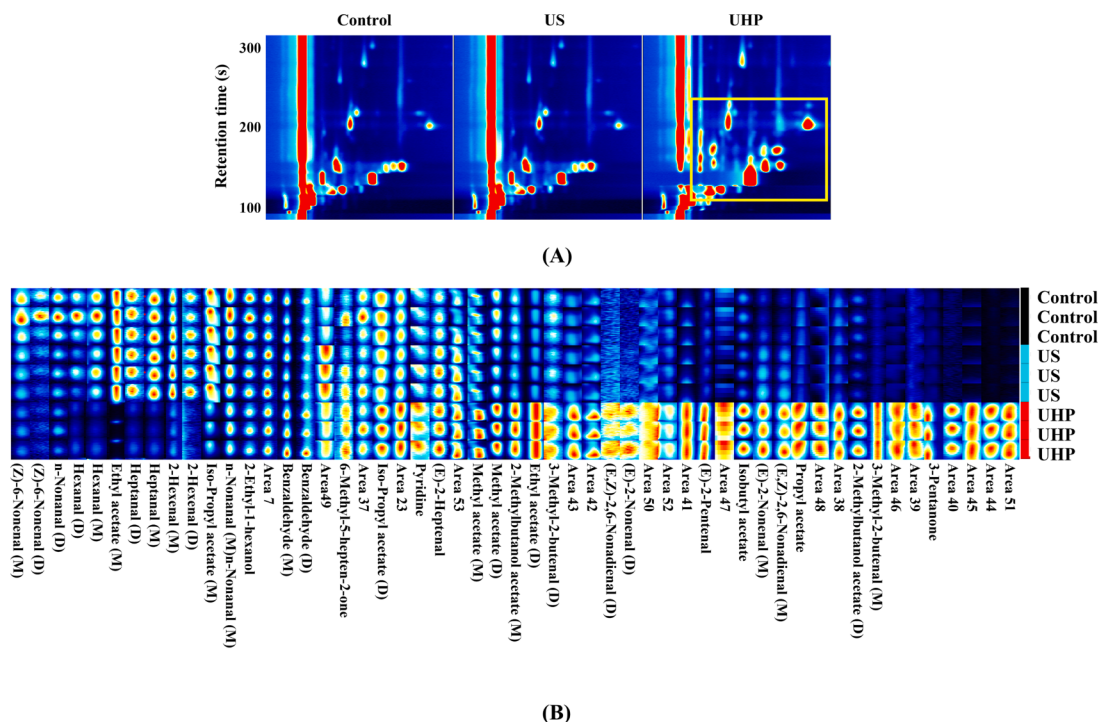 Control US UHP
Retention time (s)
300
200
100
(A)
Control
Control
Control
US
US
US
UHP
UHP
UHP
(Z)-6-Nonenal (M)
(Z)-6-Nonenal (D)
n-Nonanal (D)
Hexanal (D)
Hexanal (M)
Ethyl acetate (M)
Heptanal (D)
Heptanal (M)
2-Hexenal (M)
2-Hexenal (D)
Iso-Propyl acetate (M)
n-Nonanal (M)n-Nonanal (M)
2-Ethyl-1-hexanol
Area 7
Benzaldehyde (M)
Benzaldehyde (D)
Area49
6-Methyl-5-hepten-2-one
Area 37
Iso-Propyl acetate (D)
Area 23
Pyridine
(E)-2-Heptenal
Area 53
Methyl acetate (M)
Methyl acetate (D)
2-Methylbutanol acetate (M)
Ethyl acetate (D)
3-Methyl-2-butenal (D)
Area 43
Area 42
(E,Z)-2,6-Nonadienal (D)
(E)-2-Nonenal (D)
Area 50
Area 52
Area 41
(E)-2-Pentenal
Area 47
Isobutyl acetate
(E)-2-Nonenal (M)
(E,Z)-2,6-Nonadienal (M)
Propyl acetate
Area 48
Area 38
2-Methylbutanol acetate (D)
3-Methyl-2-butenal (M)
Area 46
Area 39
3-Pentanone
Area 40
Area 45
Area 44
Area 51
(B)